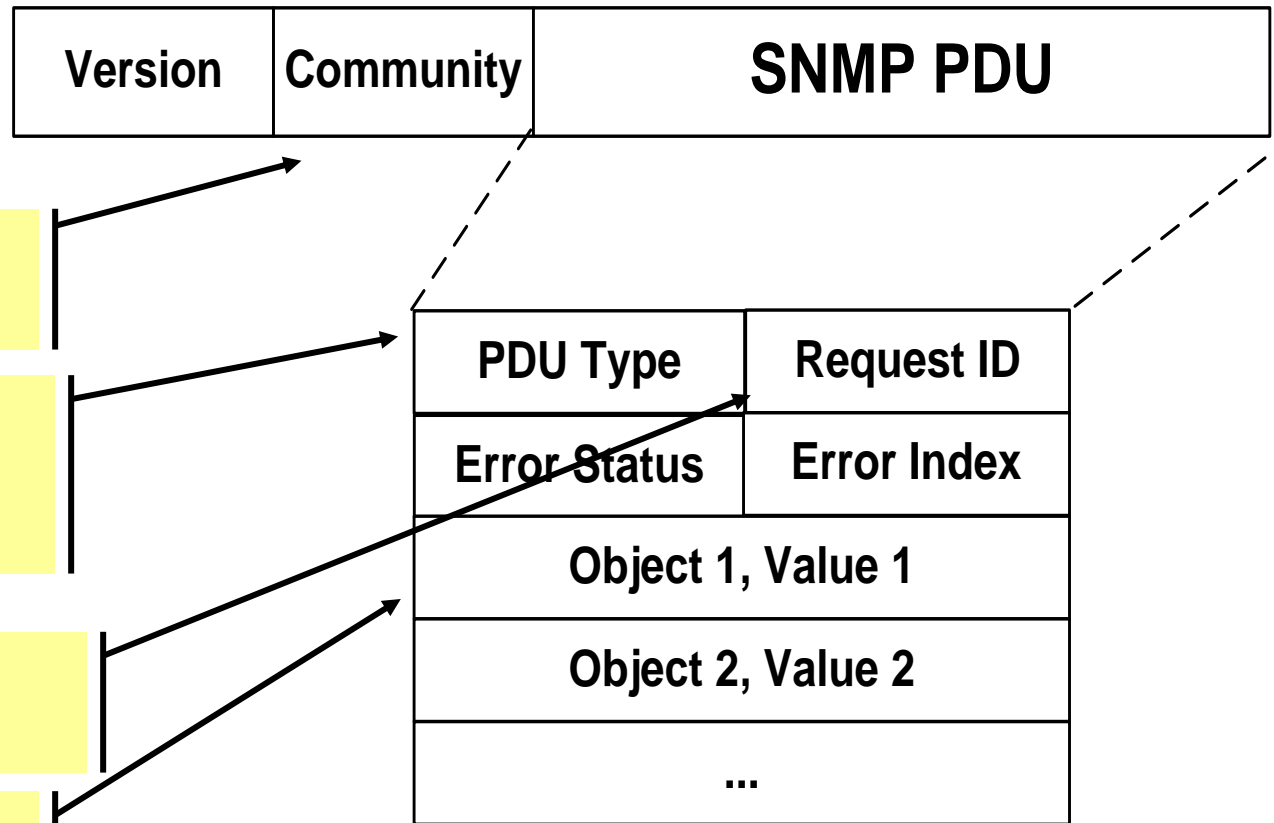 Version Community SNMP PDU
PDU Type Request ID
Error Status Error Index
Object 1, Value 1
Object 2, Value 2
...